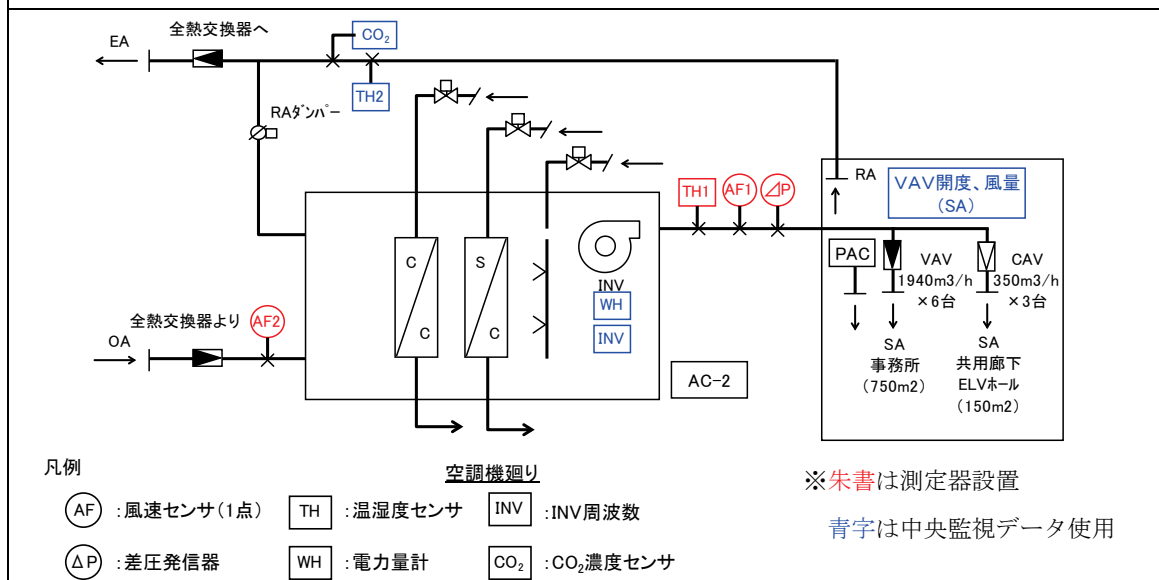 全熱交換器へ
EA
CO₂
TH2
RAダンパー
RA
VAV開度、風量
(SA)
TH1
AF1
⊿P
PAC
VAV
1940m3/h
×6台
CAV
350m3/h
×3台
C
C
S
C
INV
WH
INV
全熱交換器より
AF2
OA
AC-2
SA
事務所
(750m2)
SA
共用廊下
ELVホール
(150m2)
凡例
空調機廻り
※朱書は測定器設置
AF :風速センサ(1点)
TH :温湿度センサ
INV :INV周波数
青字は中央監視データ使用
ΔP :差圧発信器
WH :電力量計
CO₂ :CO₂濃度センサ